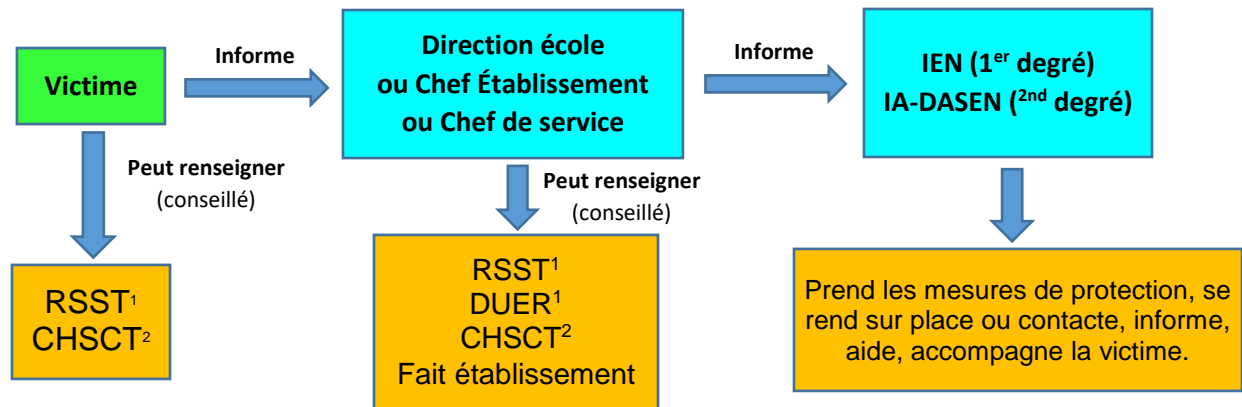 Victime
Informe
Direction école
ou Chef Établissement
ou Chef de service
Informe
IEN (1er degré)
IA-DASEN (2nd degré)
Peut renseigner
(conseillé)
Peut renseigner
(conseillé)
RSST1
CHSCT2
RSST1
DUER1
CHSCT2
Fait établissement
Prend les mesures de protection, se
rend sur place ou contacte, informe,
aide, accompagne la victime.